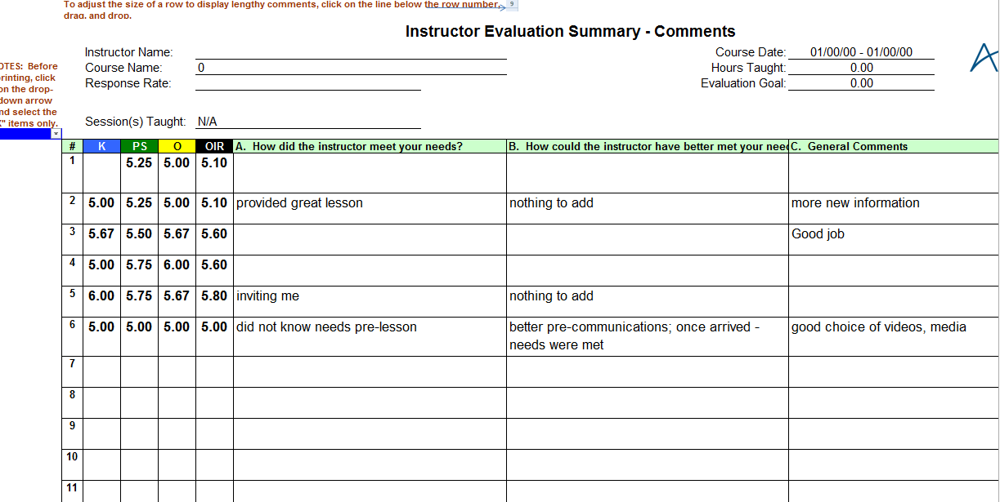 To adjust the size of a row to display lengthy comments, click on the line below the row number,
drag, and drop.
9
Instructor Evaluation Summary - Comments
OTES: Before
rinting, click
on the drop-
down arrow
nd select the
" items only.
Instructor Name:
Course Name: 0
Response Rate:
Session(s) Taught: N/A
Course Date: 01/00/00 - 01/00/00
Hours Taught: 0.00
Evaluation Goal: 0.00
# K PS O OIR A. How did the instructor meet your needs? B. How could the instructor have better met your nee C. General Comments
1 5.25 5.00 5.10
2 5.00 5.25 5.00 5.10 provided great lesson nothing to add more new information
3 5.67 5.50 5.67 5.60 Good job
4 5.00 5.75 6.00 5.60
5 6.00 5.75 5.67 5.80 inviting me nothing to add
6 5.00 5.00 5.00 5.00 did not know needs pre-lesson better pre-communications; once arrived - good choice of videos, media
needs were met
7
8
9
10
11